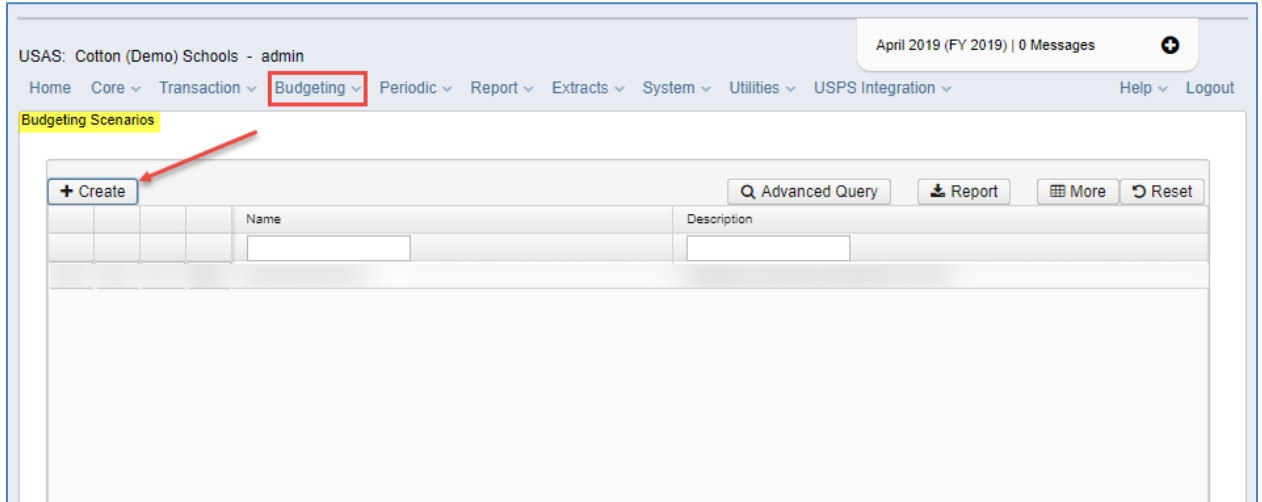 April 2019 (FY 2019) | 0 Messages
USAS: Cotton (Demo) Schools - admin
Home Core Transaction Budgeting Periodic Report Extracts System Utilities USPS Integration Help Logout
Budgeting Scenarios
+ Create Advanced Query Report More Reset
Name Description